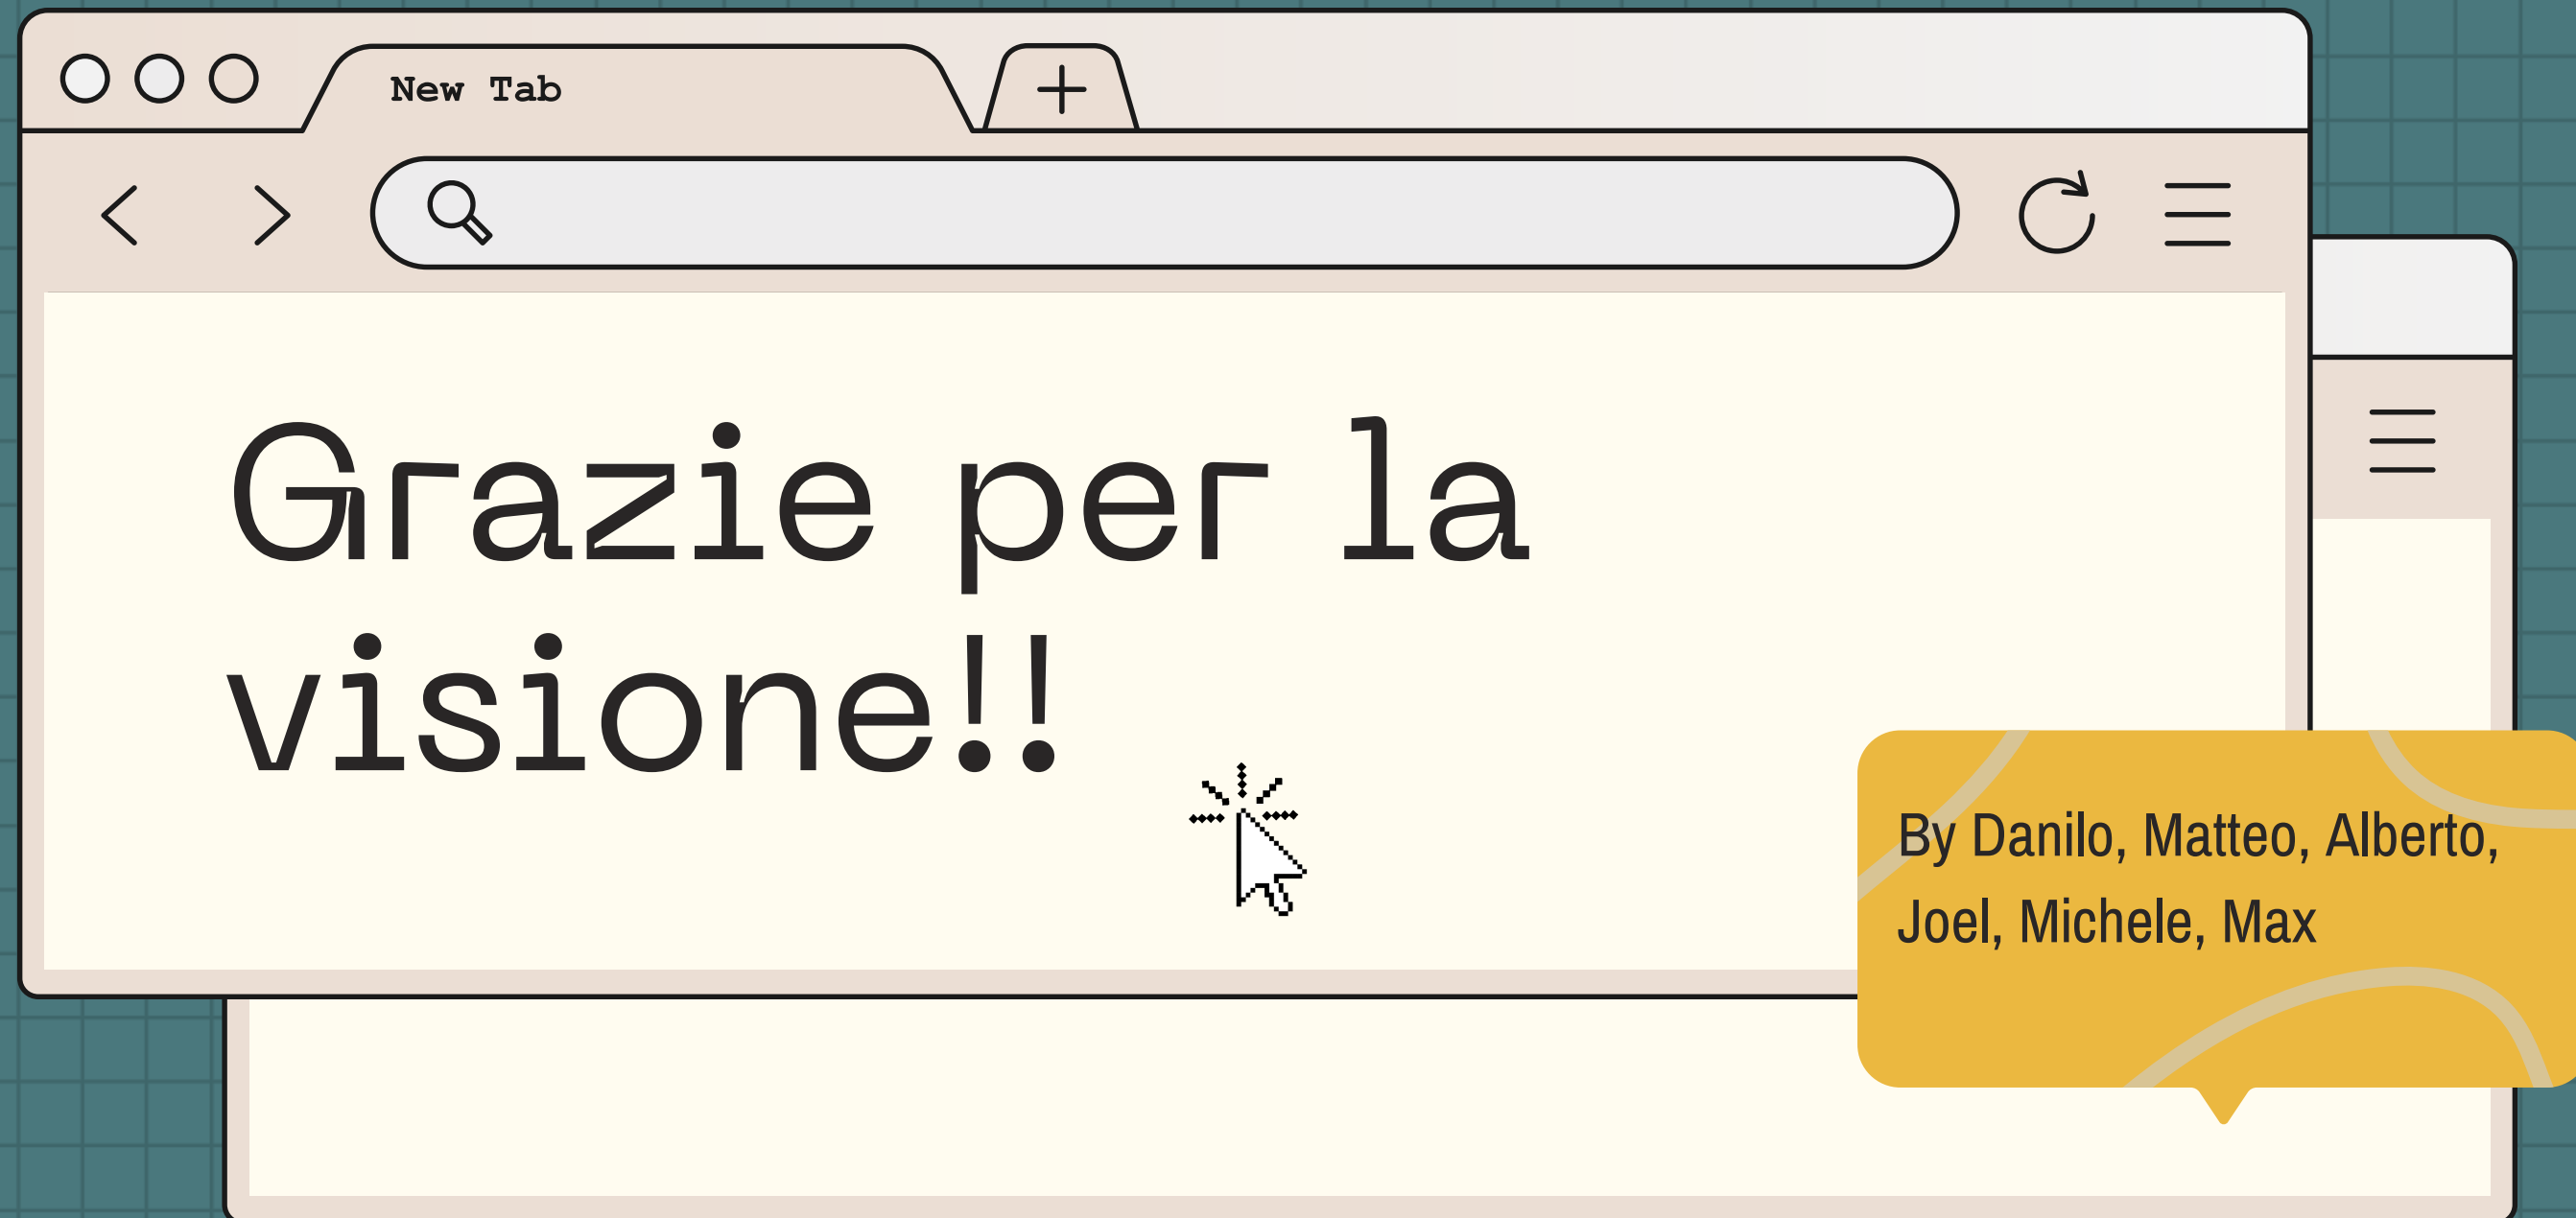 New Tab
Grazie per la
visione!!
By Danilo, Matteo, Alberto,
Joel, Michele, Max